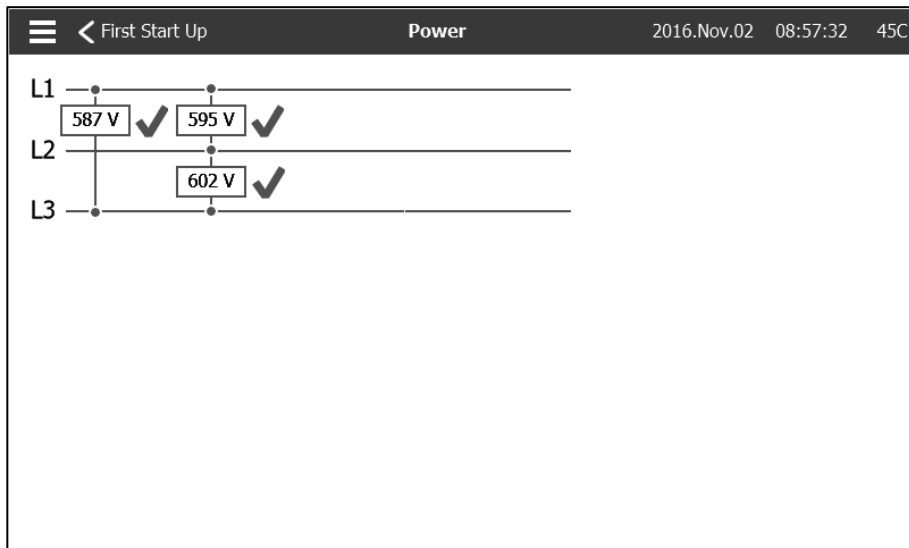 First Start Up Power 2016.Nov.02 08:57:32 45C
L1
587 V 595 V
L2
602 V
L3